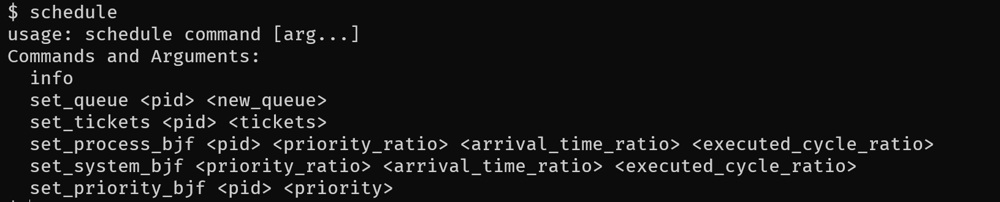 $ schedule
usage: schedule command [arg...]
Commands and Arguments:
  info
  set_queue <pid> <new_queue>
  set_tickets <pid> <tickets>
  set_process_bjf <pid> <priority_ratio> <arrival_time_ratio> <executed_cycle_ratio>
  set_system_bjf <priority_ratio> <arrival_time_ratio> <executed_cycle_ratio>
  set_priority_bjf <pid> <priority>